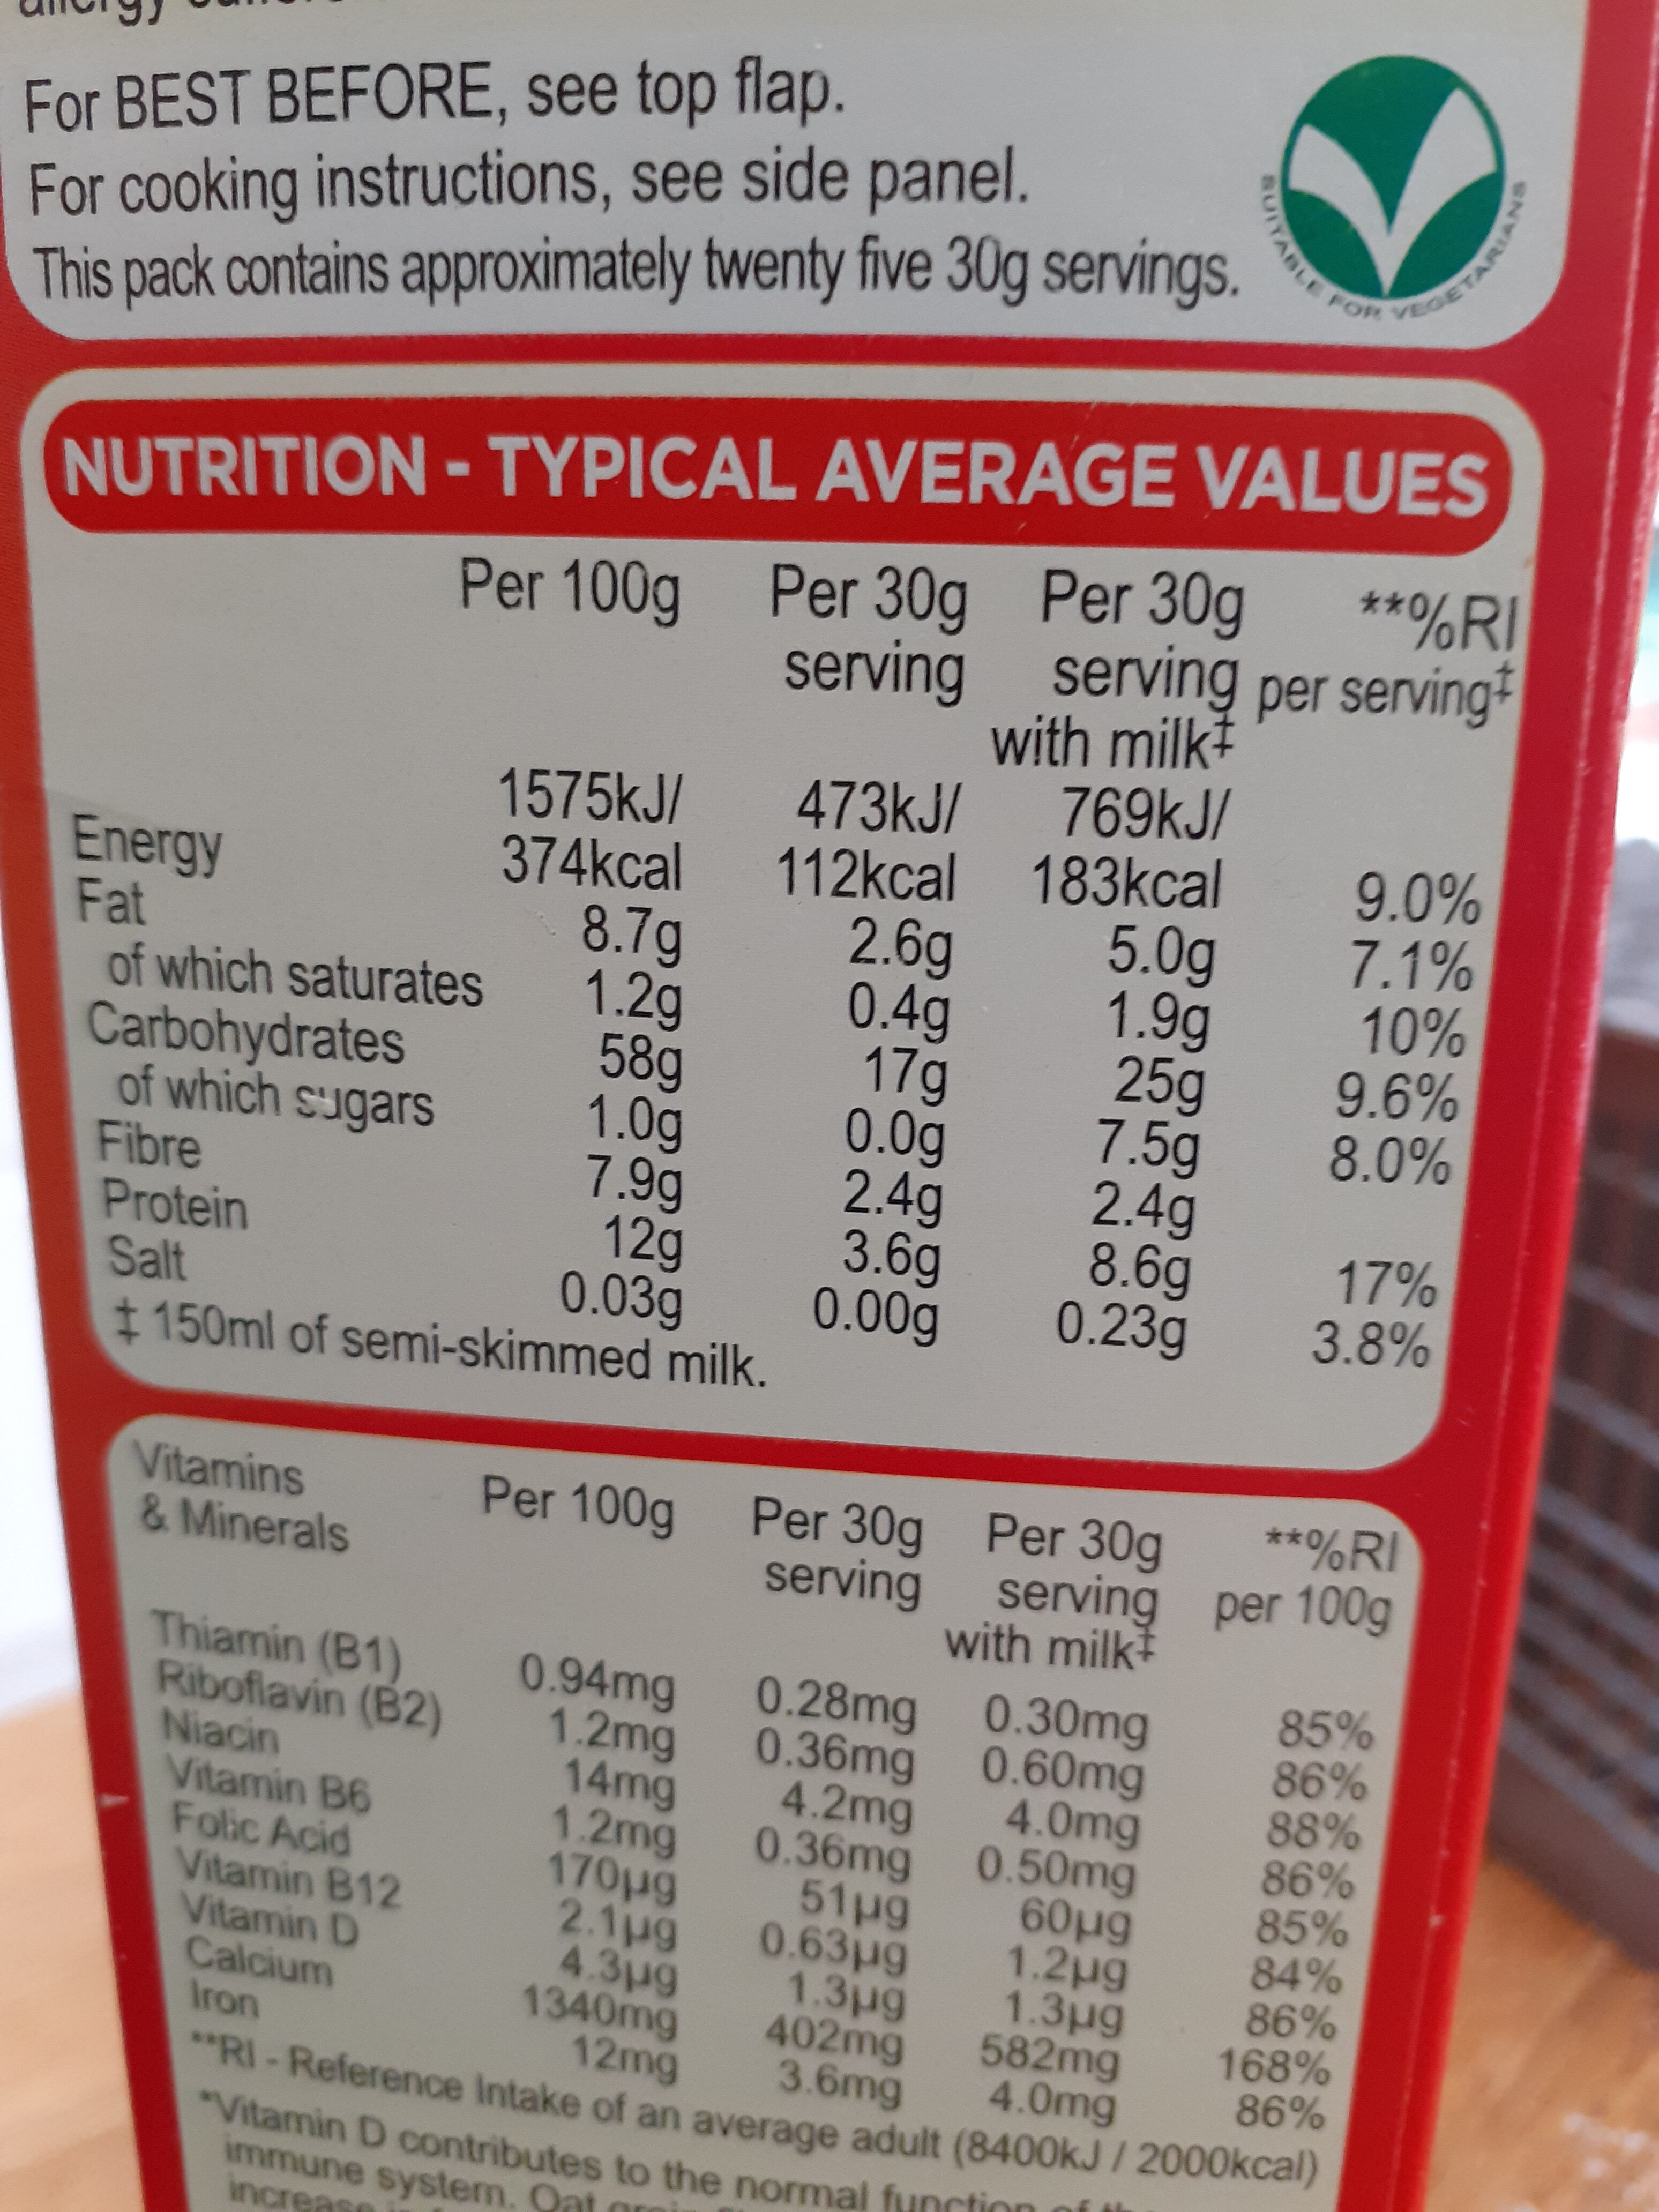 For BEST BEFORE, see top flap.
For cooking instructions, see side panel.
This pack contains approximately twenty five 30g servings.
SUITABLE FOR VEGETARIANS
NUTRITION - TYPICAL AVERAGE VALUES
Per 100g Per 30g Per 30g **%RI
serving serving per serving‡
with milk‡
1575kJ/ 473kJ/ 769kJ/
Energy 374kcal 112kcal 183kcal 9.0%
Fat 8.7g 2.6g 5.0g 7.1%
of which saturates 1.2g 0.4g 1.9g 10%
Carbohydrates 58g 17g 25g 9.6%
of which sugars 1.0g 0.0g 7.5g 8.0%
Fibre 7.9g 2.4g 2.4g
Protein 12g 3.6g 8.6g 17%
Salt 0.03g 0.00g 0.23g 3.8%
‡ 150ml of semi-skimmed milk.
Vitamins Per 100g Per 30g Per 30g **%RI
& Minerals serving serving per 100g
with milk‡
Thiamin (B1) 0.94mg 0.28mg 0.30mg 85%
Riboflavin (B2) 1.2mg 0.36mg 0.60mg 86%
Niacin 14mg 4.2mg 4.0mg 88%
Vitamin B6 1.2mg 0.36mg 0.50mg 86%
Folic Acid 170µg 51µg 60µg 85%
Vitamin B12 2.1µg 0.63µg 1.2µg 84%
Vitamin D 4.3µg 1.3µg 1.3µg 86%
Calcium 1340mg 402mg 582mg 168%
Iron 12mg 3.6mg 4.0mg 86%
**RI - Reference Intake of an average adult (8400kJ / 2000kcal)
*Vitamin D contributes to the normal function of
immune system. Oat